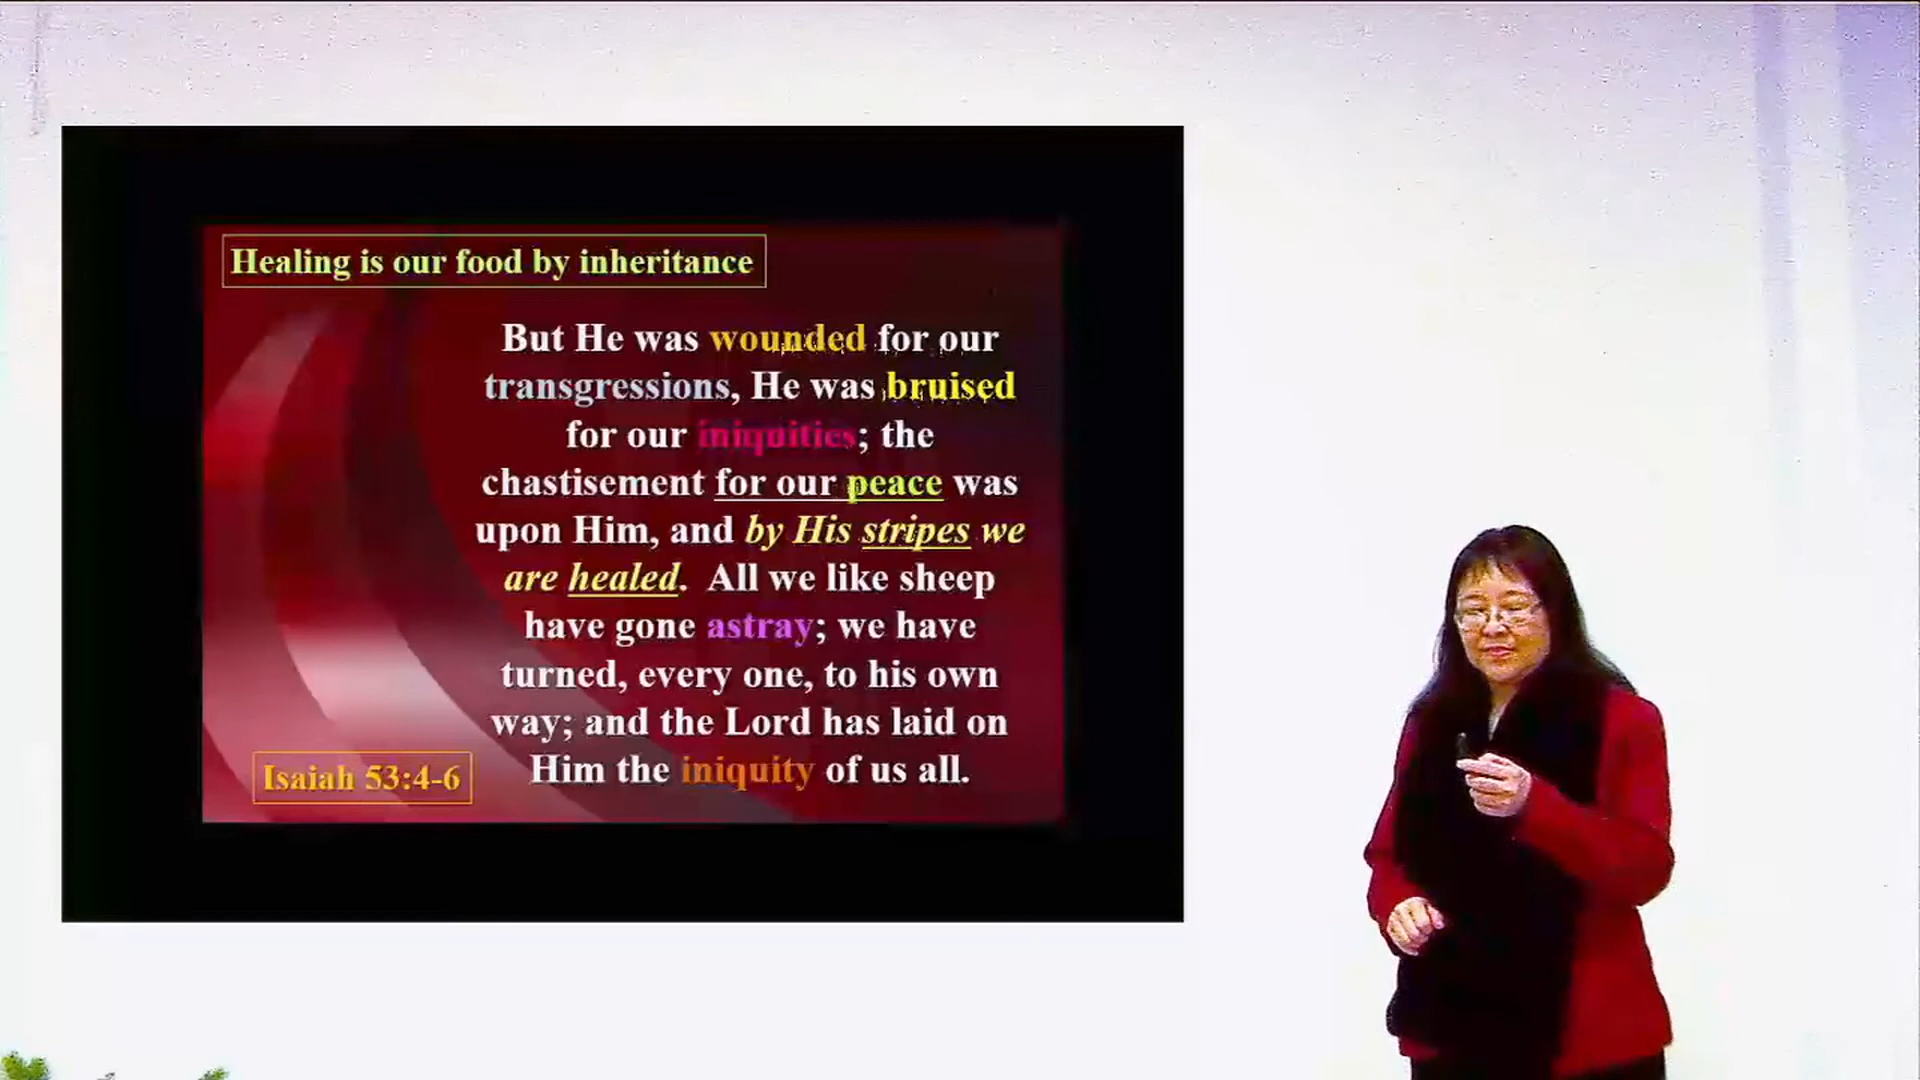 Healing is our food by inheritance
But He was wounded for our
transgressions, He was bruised
for our iniquities; the
chastisement for our peace was
upon Him, and by His stripes we
are healed.  All we like sheep
have gone astray; we have
turned, every one, to his own
way; and the Lord has laid on
Him the iniquity of us all.
Isaiah 53:4-6